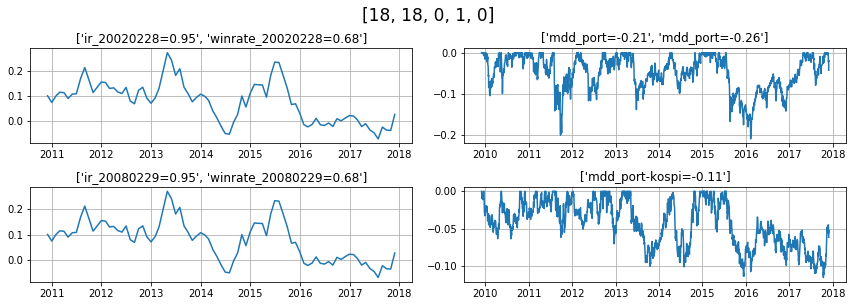 [18, 18, 0, 1, 0]
['ir_20020228=0.95', 'winrate_20020228=0.68']
0.2
0.1
0.0
2011 2012 2013 2014 2015 2016 2017 2018
['mdd_port=-0.21', 'mdd_port=-0.26']
0.0
−0.1
−0.2
2010 2011 2012 2013 2014 2015 2016 2017 2018
['ir_20080229=0.95', 'winrate_20080229=0.68']
0.2
0.1
0.0
2011 2012 2013 2014 2015 2016 2017 2018
['mdd_port-kospi=-0.11']
0.00
−0.05
−0.10
2010 2011 2012 2013 2014 2015 2016 2017 2018